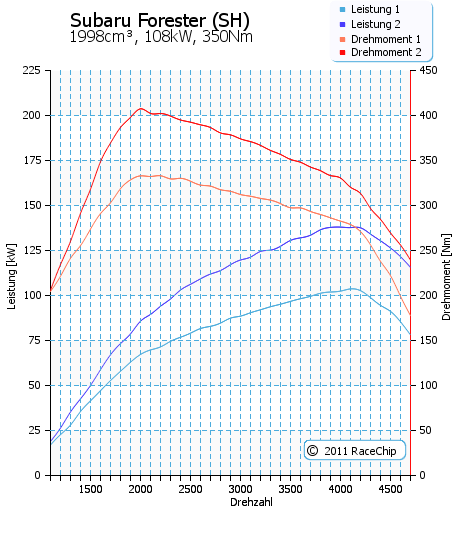 Subaru Forester (SH)
1998cm³, 108kW, 350Nm
Leistung 1
Leistung 2
Drehmoment 1
Drehmoment 2
225
200
175
150
125
100
75
50
25
0
Leistung [kW]
450
400
350
300
250
200
150
100
50
0
Drehmoment [Nm]
1500 2000 2500 3000 3500 4000 4500
Drehzahl
© 2011 RaceChip